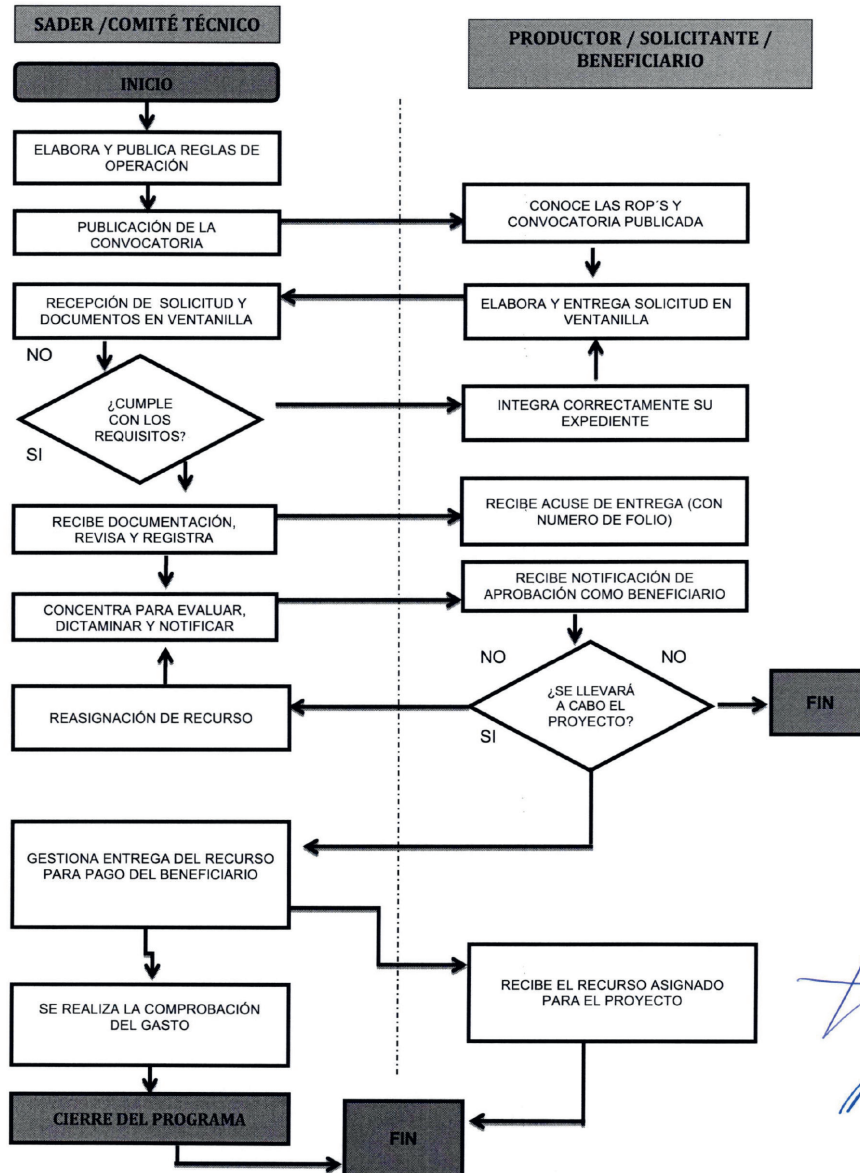 SADER /COMITÉ TÉCNICO
PRODUCTOR / SOLICITANTE /
BENEFICIARIO
INICIO
ELABORA Y PUBLICA REGLAS DE
OPERACIÓN
PUBLICACIÓN DE LA
CONVOCATORIA
CONOCE LAS ROP´S Y
CONVOCATORIA PUBLICADA
RECEPCIÓN DE SOLICITUD Y
DOCUMENTOS EN VENTANILLA
ELABORA Y ENTREGA SOLICITUD EN
VENTANILLA
NO
¿CUMPLE
CON LOS
REQUISITOS?
SI
INTEGRA CORRECTAMENTE SU
EXPEDIENTE
RECIBE DOCUMENTACIÓN,
REVISA Y REGISTRA
RECIBE ACUSE DE ENTREGA (CON
NUMERO DE FOLIO)
CONCENTRA PARA EVALUAR,
DICTAMINAR Y NOTIFICAR
RECIBE NOTIFICACIÓN DE
APROBACIÓN COMO BENEFICIARIO
NO
NO
¿SE LLEVARÁ
A CABO EL
PROYECTO?
SI
FIN
REASIGNACIÓN DE RECURSO
GESTIONA ENTREGA DEL RECURSO
PARA PAGO DEL BENEFICIARIO
RECIBE EL RECURSO ASIGNADO
PARA EL PROYECTO
SE REALIZA LA COMPROBACIÓN
DEL GASTO
CIERRE DEL PROGRAMA
FIN